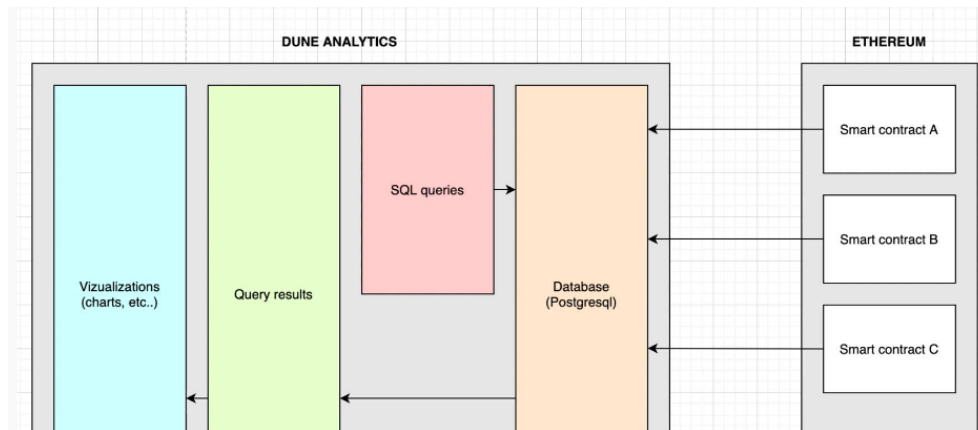 DUNE ANALYTICS
ETHEREUM
Smart contract A
SQL queries
Smart contract B
Vizualizations
(charts, etc..)
Query results
Database
(Postgresql)
Smart contract C